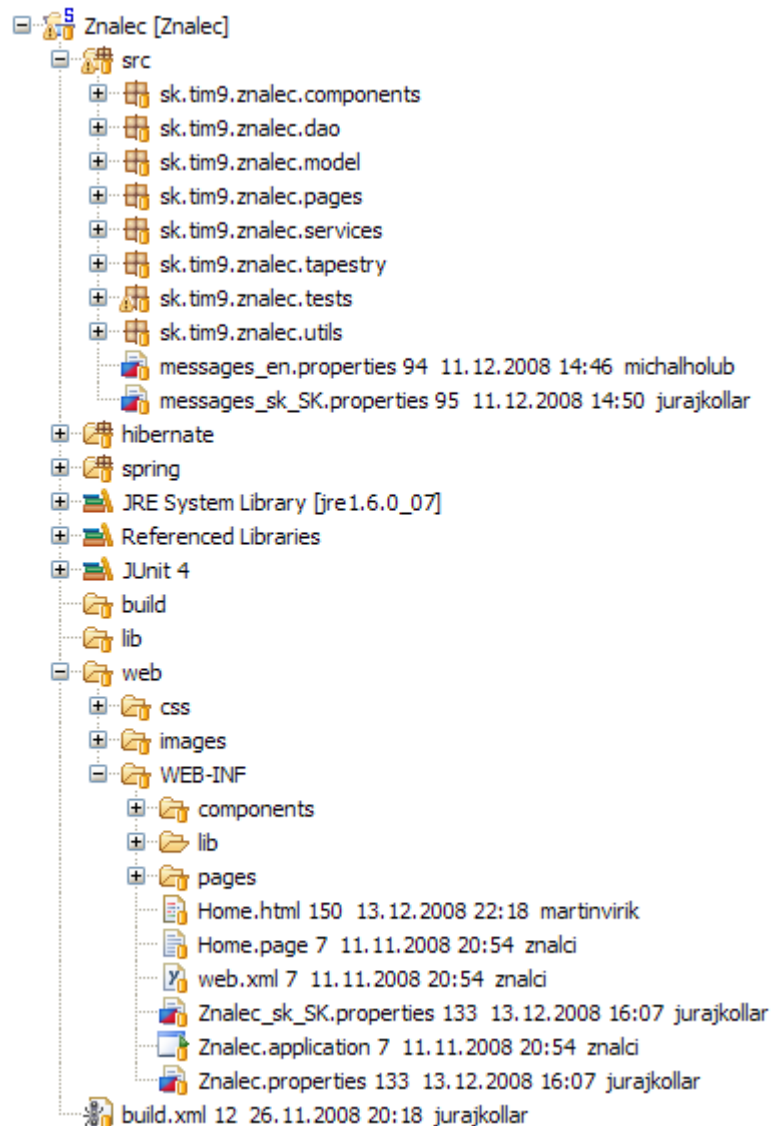 Znalec [Znalec]
src
sk.tim9.znalec.components
sk.tim9.znalec.dao
sk.tim9.znalec.model
sk.tim9.znalec.pages
sk.tim9.znalec.services
sk.tim9.znalec.tapestry
sk.tim9.znalec.tests
sk.tim9.znalec.utils
messages_en.properties 94 11.12.2008 14:46 michalholub
messages_sk_SK.properties 95 11.12.2008 14:50 jurajkollar
hibernate
spring
JRE System Library [jre1.6.0_07]
Referenced Libraries
JUnit 4
build
lib
web
css
images
WEB-INF
components
lib
pages
Home.html 150 13.12.2008 22:18 martinvirik
Home.page 7 11.11.2008 20:54 znalci
web.xml 7 11.11.2008 20:54 znalci
Znalec_sk_SK.properties 133 13.12.2008 16:07 jurajkollar
Znalec.application 7 11.11.2008 20:54 znalci
Znalec.properties 133 13.12.2008 16:07 jurajkollar
build.xml 12 26.11.2008 20:18 jurajkollar